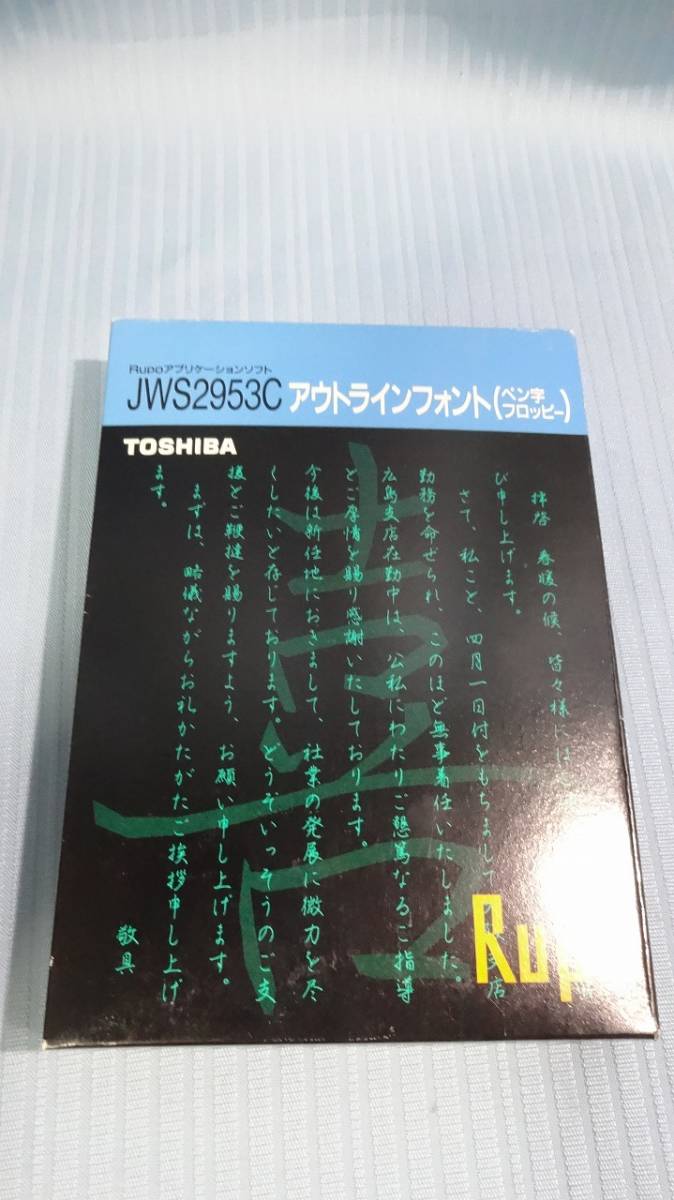 Rupoアプリケーションソフト
JWS2953C アウトラインフォント(ペン字フロッピー)
TOSHIBA
拝啓 春暖の候、皆々様には
び申し上げます。
さて、私こと、四月一日付をもちまして
支店
勤務を命ぜられ、このほど無事着任いたしました。
広島支店在勤中は、公私にわたりご懇篤なるご指導
とご厚情を賜り感謝いたしております。
今後は新任地におきまして、社業の発展に微力を尽
くしたいと存じております。どうぞいっそうのご支
援とご鞭撻を賜りますよう、お願い申し上げます。
まずは、略儀ながらお礼かたがたご挨拶申し上げ
ます。
敬具
Rup